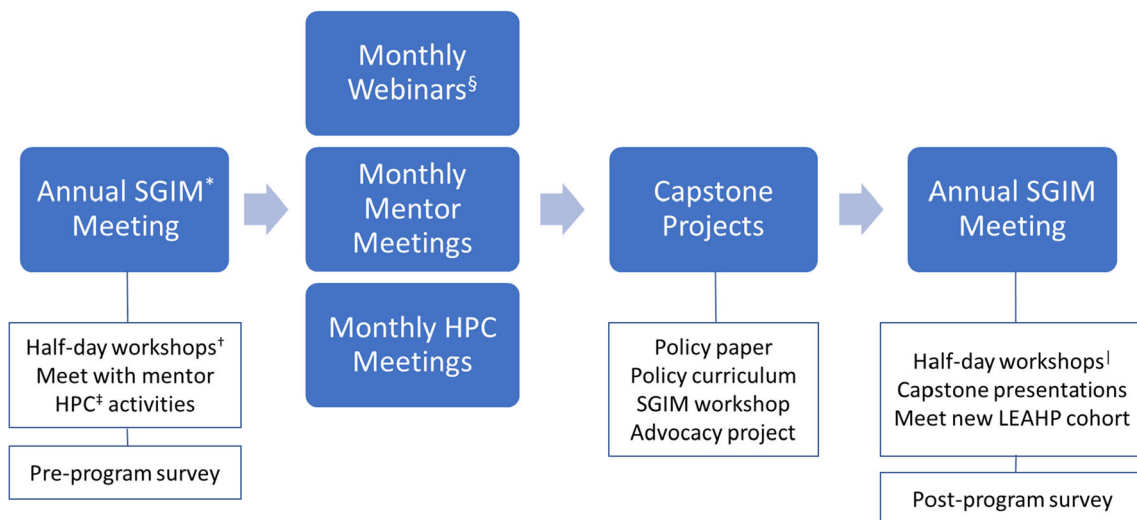 Monthly
Webinars§
Annual SGIM*
Meeting
Monthly
Mentor
Meetings
Capstone
Projects
Annual SGIM
Meeting
Monthly HPC
Meetings
Half-day workshops†
Meet with mentor
HPC‡ activities
Pre-program survey
Policy paper
Policy curriculum
SGIM workshop
Advocacy project
Half-day workshops|
Capstone presentations
Meet new LEAHP cohort
Post-program survey